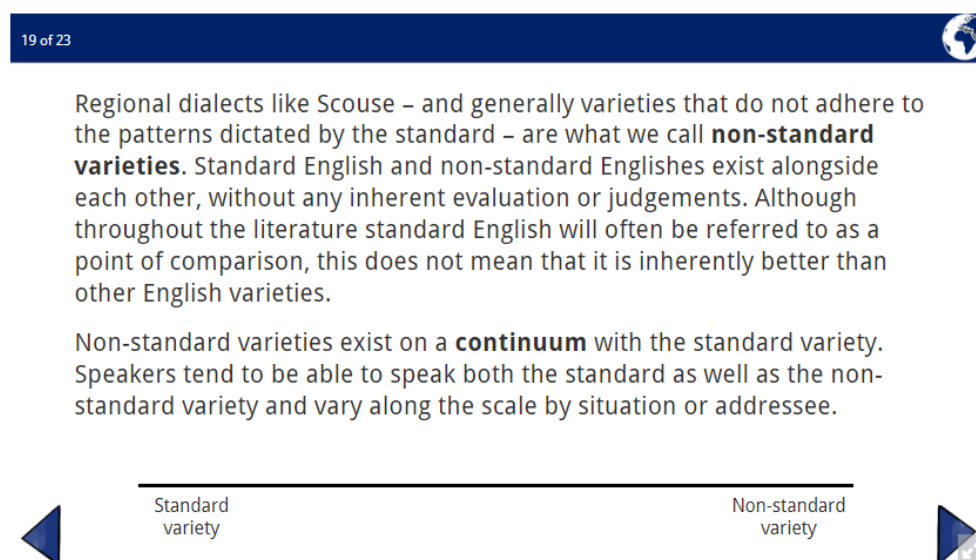 19 of 23
Regional dialects like Scouse – and generally varieties that do not adhere to
the patterns dictated by the standard – are what we call non-standard
varieties. Standard English and non-standard Englishes exist alongside
each other, without any inherent evaluation or judgements. Although
throughout the literature standard English will often be referred to as a
point of comparison, this does not mean that it is inherently better than
other English varieties.
Non-standard varieties exist on a continuum with the standard variety.
Speakers tend to be able to speak both the standard as well as the non-
standard variety and vary along the scale by situation or addressee.
Standard
variety
Non-standard
variety